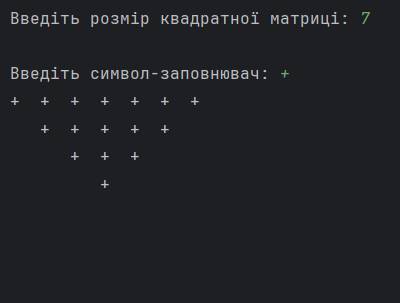 Введіть розмір квадратної матриці: 7
Введіть символ-заповнювач: +
+  +  +  +  +  +  +
   +  +  +  +  +
      +  +  +
         +